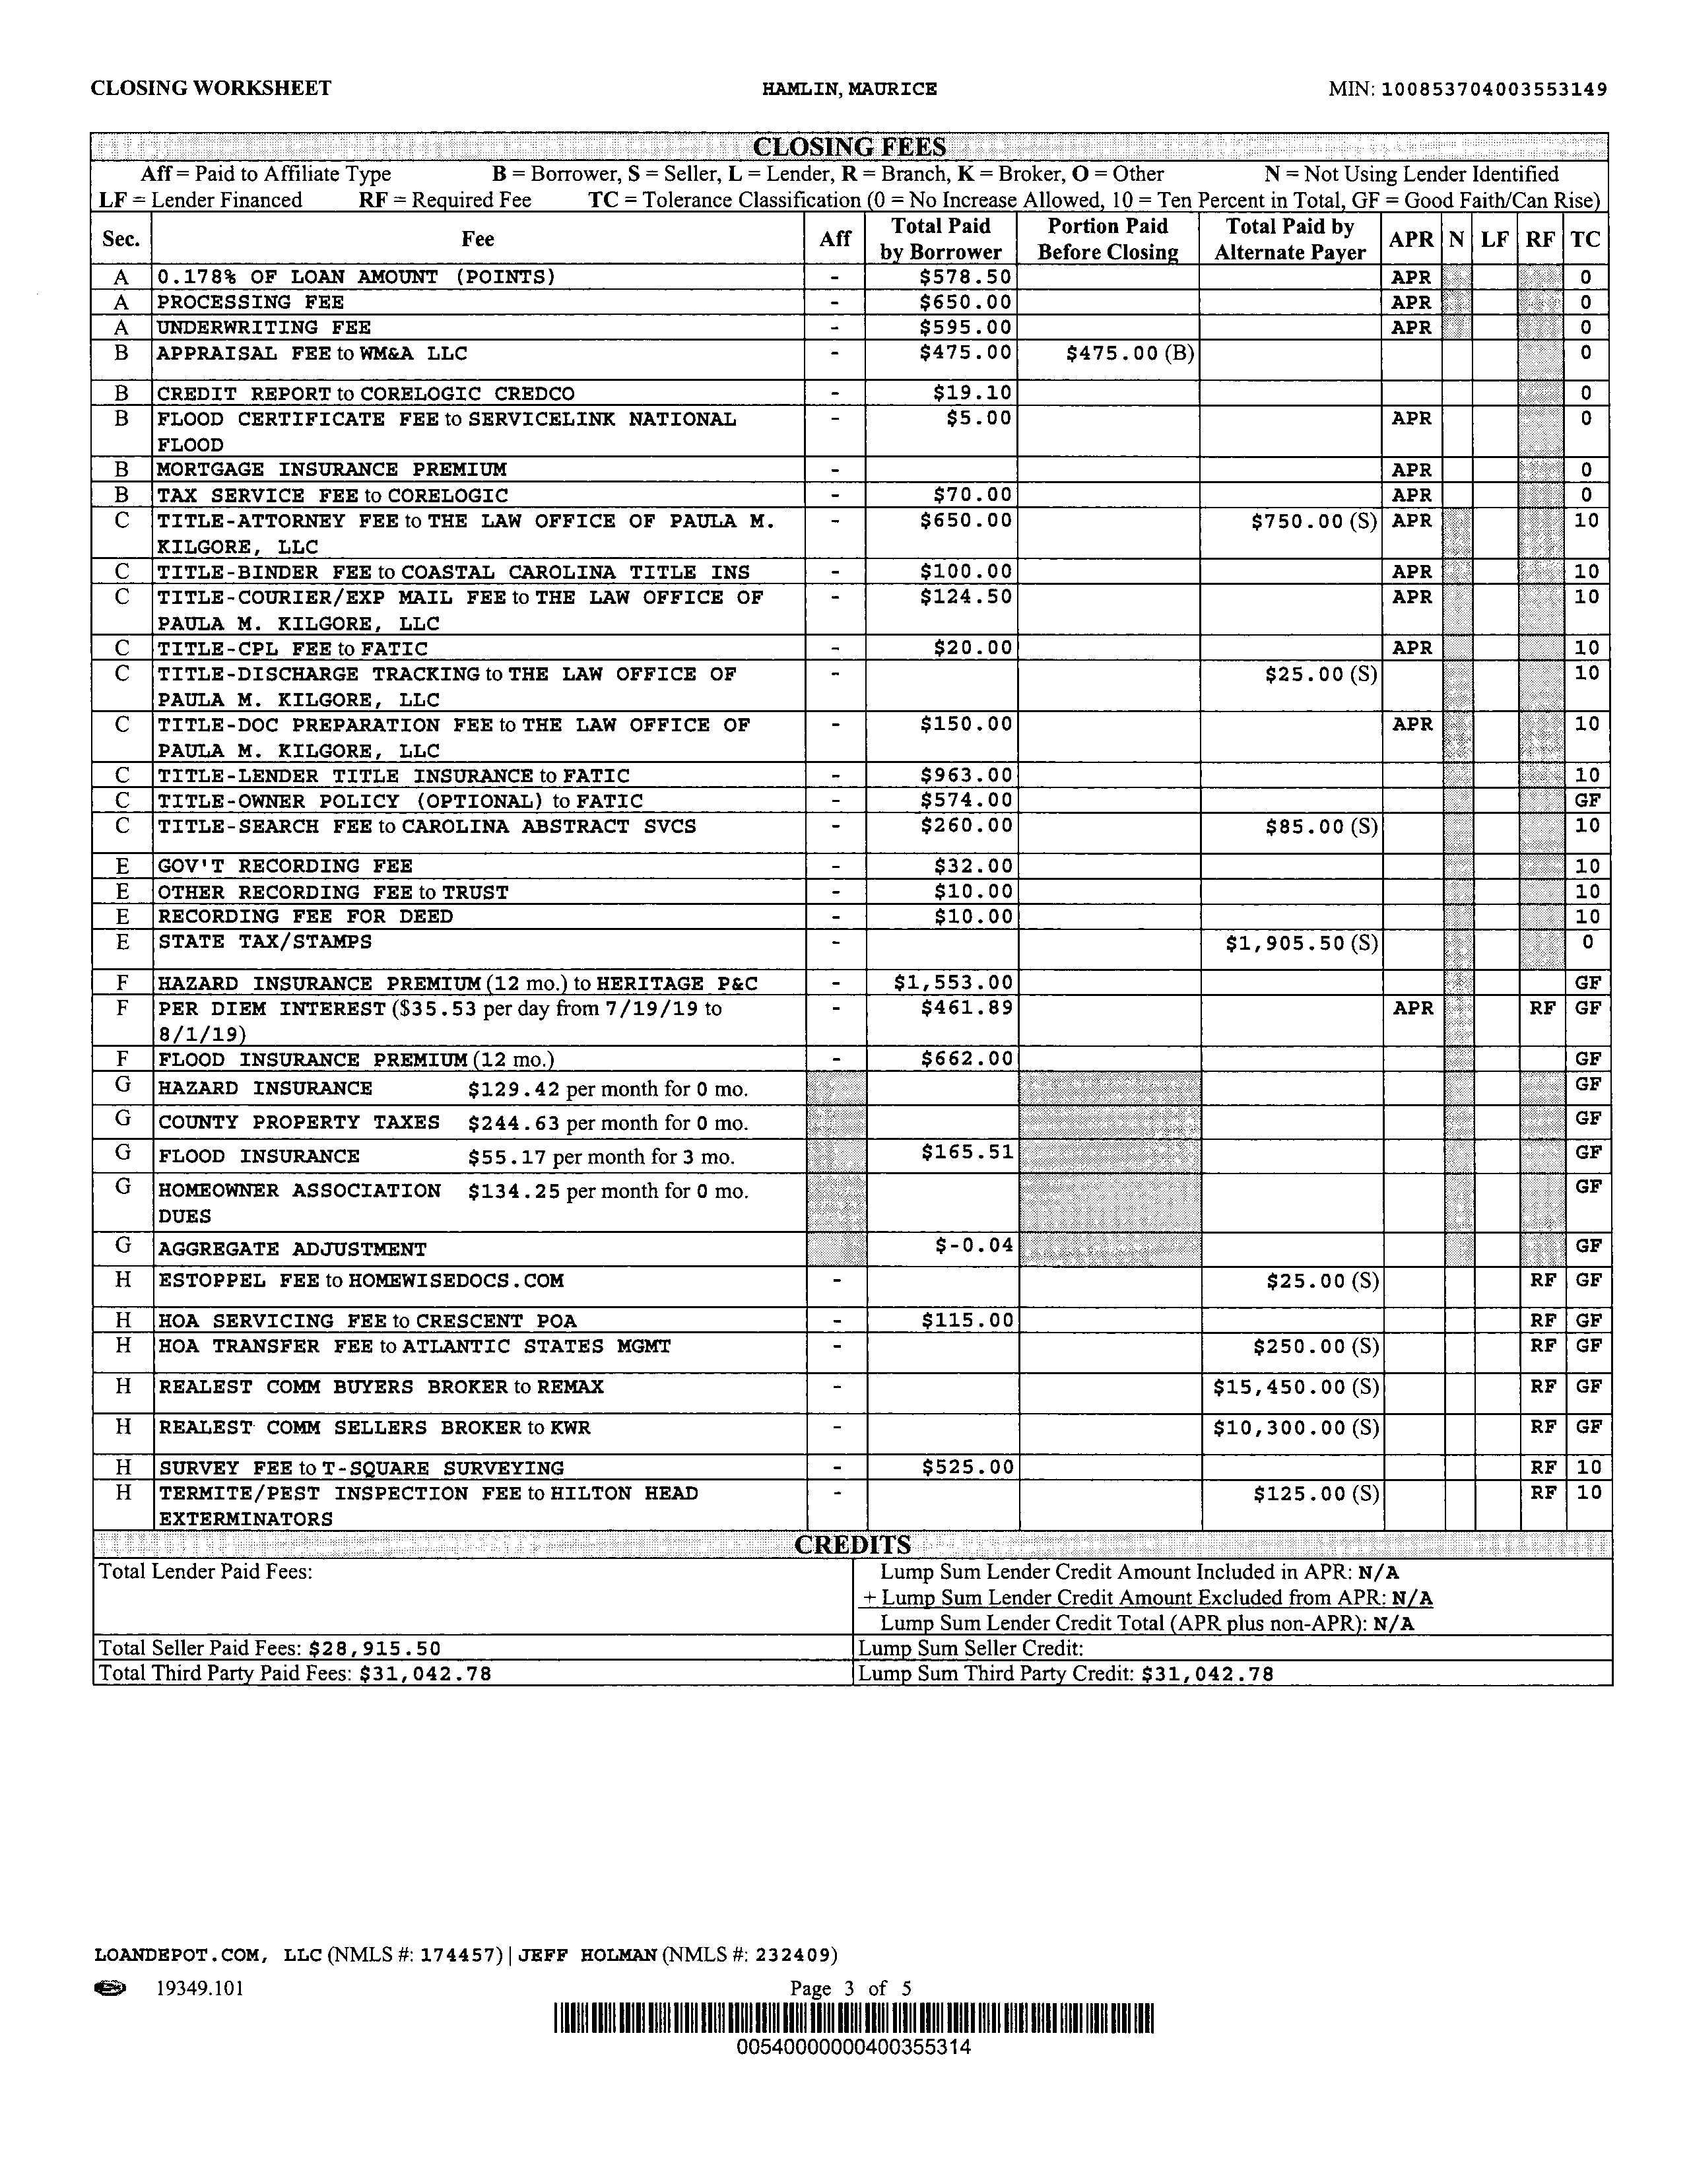 CLOSING WORKSHEET HAMLIN, MAURICE MIN: 100853704003553149
CLOSING FEES
Aff = Paid to Affiliate Type B = Borrower, S = Seller, L = Lender, R = Branch, K = Broker, O = Other N = Not Using Lender Identified
LF = Lender Financed RF = Required Fee TC = Tolerance Classification (0 = No Increase Allowed, 10 = Ten Percent in Total, GF = Good Faith/Can Rise)
Sec. Fee Aff Total Paid by Borrower Portion Paid Before Closing Total Paid by Alternate Payer APR N LF RF TC
A 0.178% OF LOAN AMOUNT (POINTS) - $578.50 APR 0
A PROCESSING FEE - $650.00 APR 0
A UNDERWRITING FEE - $595.00 APR 0
B APPRAISAL FEE to WM&A LLC - $475.00 $475.00 (B) 0
B CREDIT REPORT to CORELOGIC CREDCO - $19.10 0
B FLOOD CERTIFICATE FEE to SERVICELINK NATIONAL - $5.00 APR 0
FLOOD
B MORTGAGE INSURANCE PREMIUM - APR 0
B TAX SERVICE FEE to CORELOGIC - $70.00 APR 0
C TITLE-ATTORNEY FEE to THE LAW OFFICE OF PAULA M. - $650.00 $750.00 (S) APR 10
KILGORE, LLC
C TITLE-BINDER FEE to COASTAL CAROLINA TITLE INS - $100.00 APR 10
C TITLE-COURIER/EXP MAIL FEE to THE LAW OFFICE OF - $124.50 APR 10
PAULA M. KILGORE, LLC
C TITLE-CPL FEE to FATIC - $20.00 APR 10
C TITLE-DISCHARGE TRACKING to THE LAW OFFICE OF - $25.00 (S) 10
PAULA M. KILGORE, LLC
C TITLE-DOC PREPARATION FEE to THE LAW OFFICE OF - $150.00 APR 10
PAULA M. KILGORE, LLC
C TITLE-LENDER TITLE INSURANCE to FATIC - $963.00 10
C TITLE-OWNER POLICY (OPTIONAL) to FATIC - $574.00 GF
C TITLE-SEARCH FEE to CAROLINA ABSTRACT SVCS - $260.00 $85.00 (S) 10
E GOV'T RECORDING FEE - $32.00 10
E OTHER RECORDING FEE to TRUST - $10.00 10
E RECORDING FEE FOR DEED - $10.00 10
E STATE TAX/STAMPS - $1,905.50 (S) 0
F HAZARD INSURANCE PREMIUM (12 mo.) to HERITAGE P&C - $1,553.00 GF
F PER DIEM INTEREST ($35.53 per day from 7/19/19 to - $461.89 APR RF GF
8/1/19)
F FLOOD INSURANCE PREMIUM (12 mo.) - $662.00 GF
G HAZARD INSURANCE $129.42 per month for 0 mo. GF
G COUNTY PROPERTY TAXES $244.63 per month for 0 mo. GF
G FLOOD INSURANCE $55.17 per month for 3 mo. $165.51 GF
G HOMEOWNER ASSOCIATION $134.25 per month for 0 mo. GF
DUES
G AGGREGATE ADJUSTMENT $-0.04 GF
H ESTOPPEL FEE to HOMEWISEDOCS.COM - $25.00 (S) RF GF
H HOA SERVICING FEE to CRESCENT POA - $115.00 RF GF
H HOA TRANSFER FEE to ATLANTIC STATES MGMT - $250.00 (S) RF GF
H REALEST COMM BUYERS BROKER to REMAX - $15,450.00 (S) RF GF
H REALEST COMM SELLERS BROKER to KWR - $10,300.00 (S) RF GF
H SURVEY FEE to T-SQUARE SURVEYING - $525.00 RF 10
H TERMITE/PEST INSPECTION FEE to HILTON HEAD - $125.00 (S) RF 10
EXTERMINATORS
CREDITS
Total Lender Paid Fees: Lump Sum Lender Credit Amount Included in APR: N/A
+ Lump Sum Lender Credit Amount Excluded from APR: N/A
Lump Sum Lender Credit Total (APR plus non-APR): N/A
Total Seller Paid Fees: $28,915.50 Lump Sum Seller Credit:
Total Third Party Paid Fees: $31,042.78 Lump Sum Third Party Credit: $31,042.78
LOANDEPOT.COM, LLC (NMLS #: 174457) | JEFF HOLMAN (NMLS #: 232409)
19349.101 Page 3 of 5
00540000000400355314